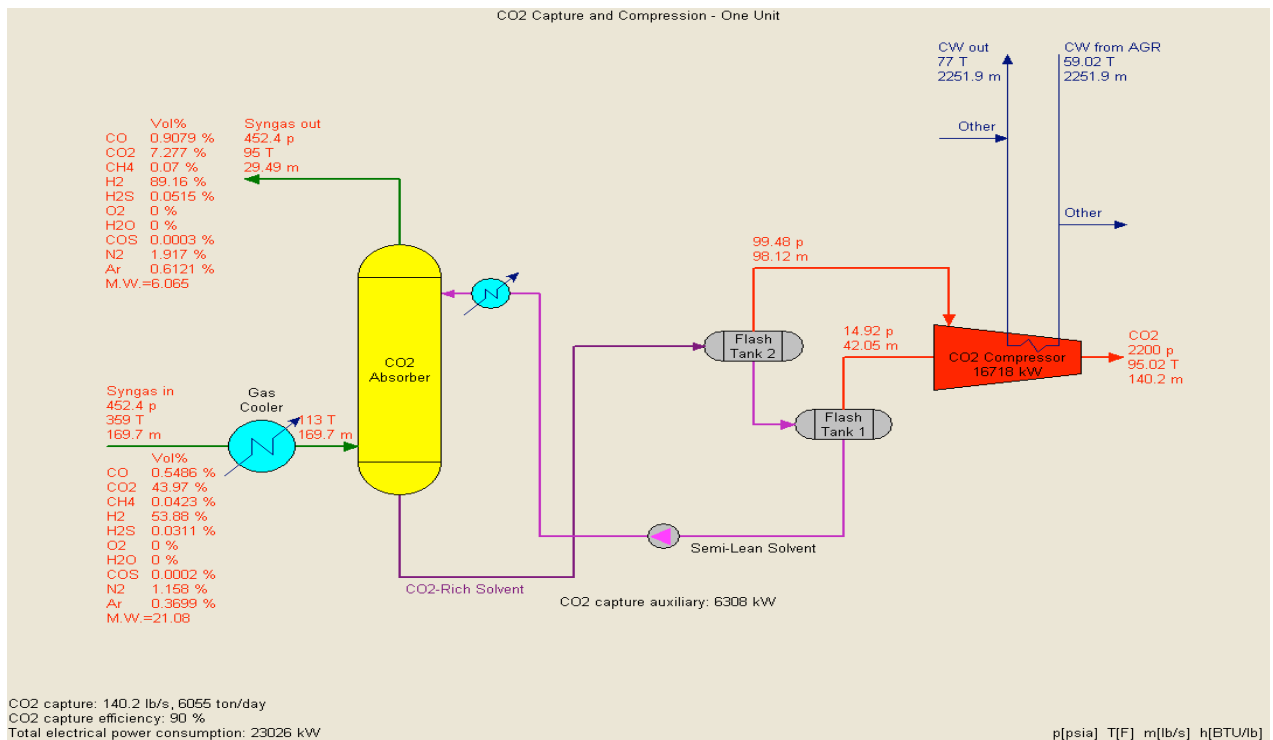 CO2 Capture and Compression - One Unit
CW out
77 T
2251.9 m
CW from AGR
59.02 T
2251.9 m
Other
Other
Vol%
CO 0.9079 %
CO2 7.277 %
CH4 0.07 %
H2 89.16 %
H2S 0.0515 %
O2 0 %
H2O 0 %
COS 0.0003 %
N2 1.917 %
Ar 0.6121 %
M.W.=6.065
Syngas out
452.4 p
95 T
29.49 m
CO2
Absorber
99.48 p
98.12 m
Flash
Tank 2
14.92 p
42.05 m
CO2 Compressor
16718 kW
CO2
2200 p
95.02 T
140.2 m
Flash
Tank 1
Syngas in
452.4 p
359 T
169.7 m
Gas
Cooler
113 T
169.7 m
Vol%
CO 0.5486 %
CO2 43.97 %
CH4 0.0423 %
H2 53.88 %
H2S 0.0311 %
O2 0 %
H2O 0 %
COS 0.0002 %
N2 1.158 %
Ar 0.3699 %
M.W.=21.08
Semi-Lean Solvent
CO2-Rich Solvent
CO2 capture auxiliary: 6308 kW
CO2 capture: 140.2 lb/s, 6055 ton/day
CO2 capture efficiency: 90 %
Total electrical power consumption: 23026 kW
p[psia] T[F] m[lb/s] h[BTU/lb]